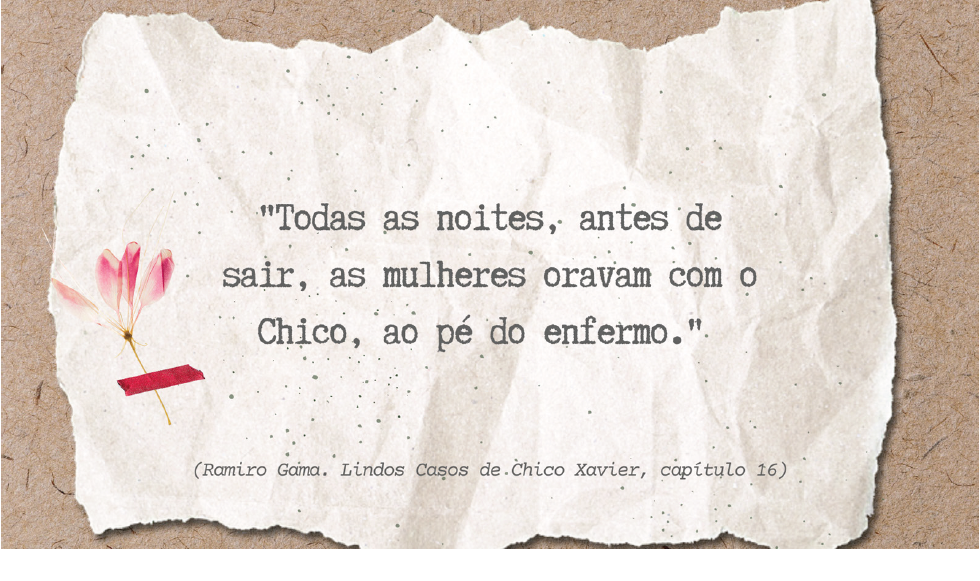 "Todas as noites, antes de
sair, as mulheres oravam com o
Chico, ao pé do enfermo."
(Ramiro Gama. Lindos Casos de Chico Xavier, capítulo 16)